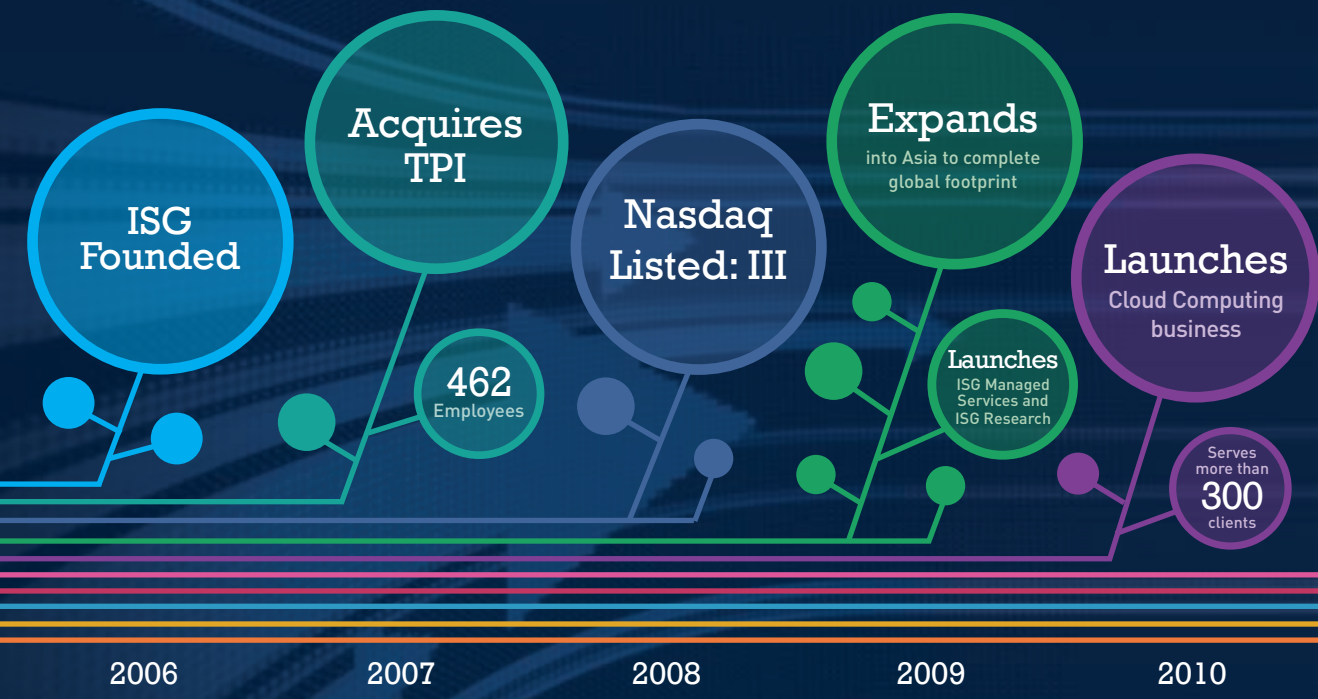 ISG
Founded
Acquires
TPI
462
Employees
Nasdaq
Listed: III
Expands
into Asia to complete
global footprint
Launches
ISG Managed
Services and
ISG Research
Launches
Cloud Computing
business
Serves
more than
300
clients
2006
2007
2008
2009
2010